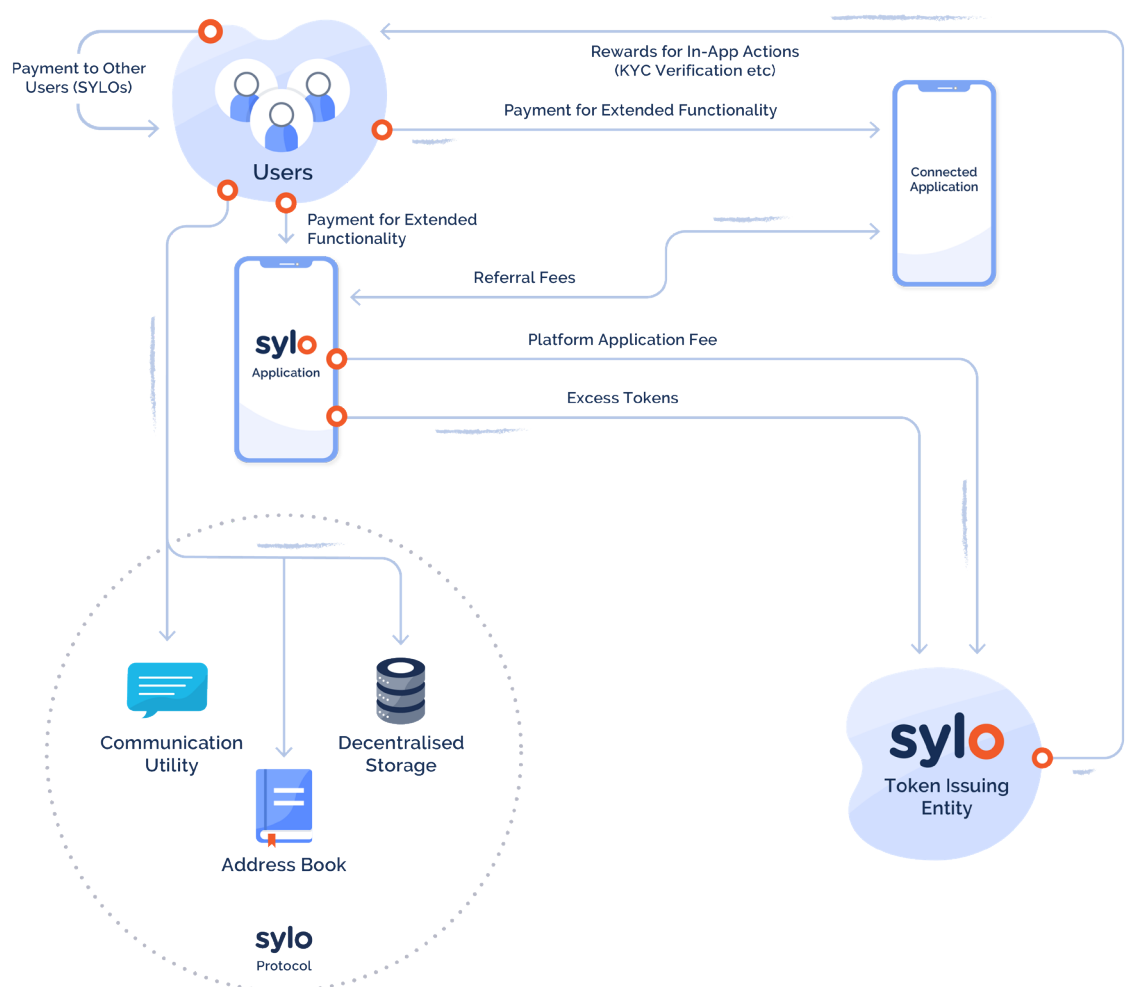 Payment to Other
Users (SYLOs)
Rewards for In-App Actions
(KYC Verification etc)
Payment for Extended Functionality
Users
Connected
Application
Payment for Extended
Functionality
Referral Fees
sylo
Application
Platform Application Fee
Excess Tokens
Communication
Utility
Decentralised
Storage
Address Book
sylo
Protocol
sylo
Token Issuing
Entity